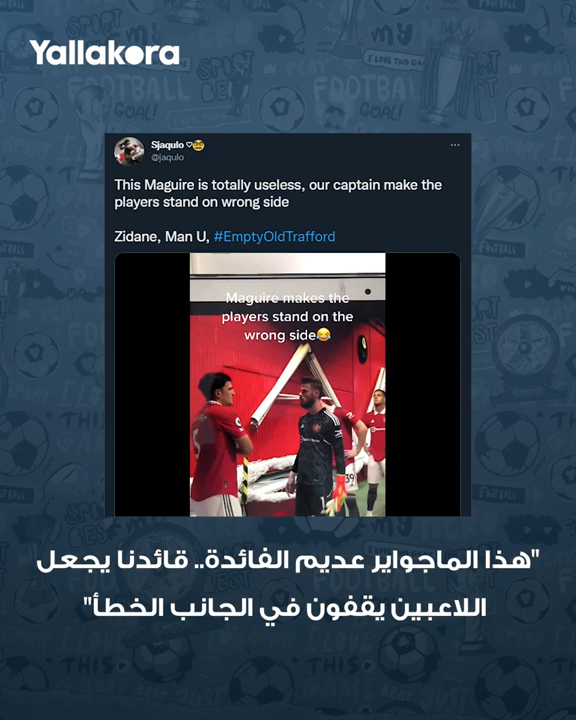 Yallakora
Sjaqulo ♡🤓
@jaqulo
This Maguire is totally useless, our captain make the
players stand on wrong side
Zidane, Man U, #EmptyOldTrafford
Maguire makes the
players stand on the
wrong side😂
39
1
"هذا الماجواير عديم الفائدة.. قائدنا يجعل
اللاعبين يقفون في الجانب الخطأ"